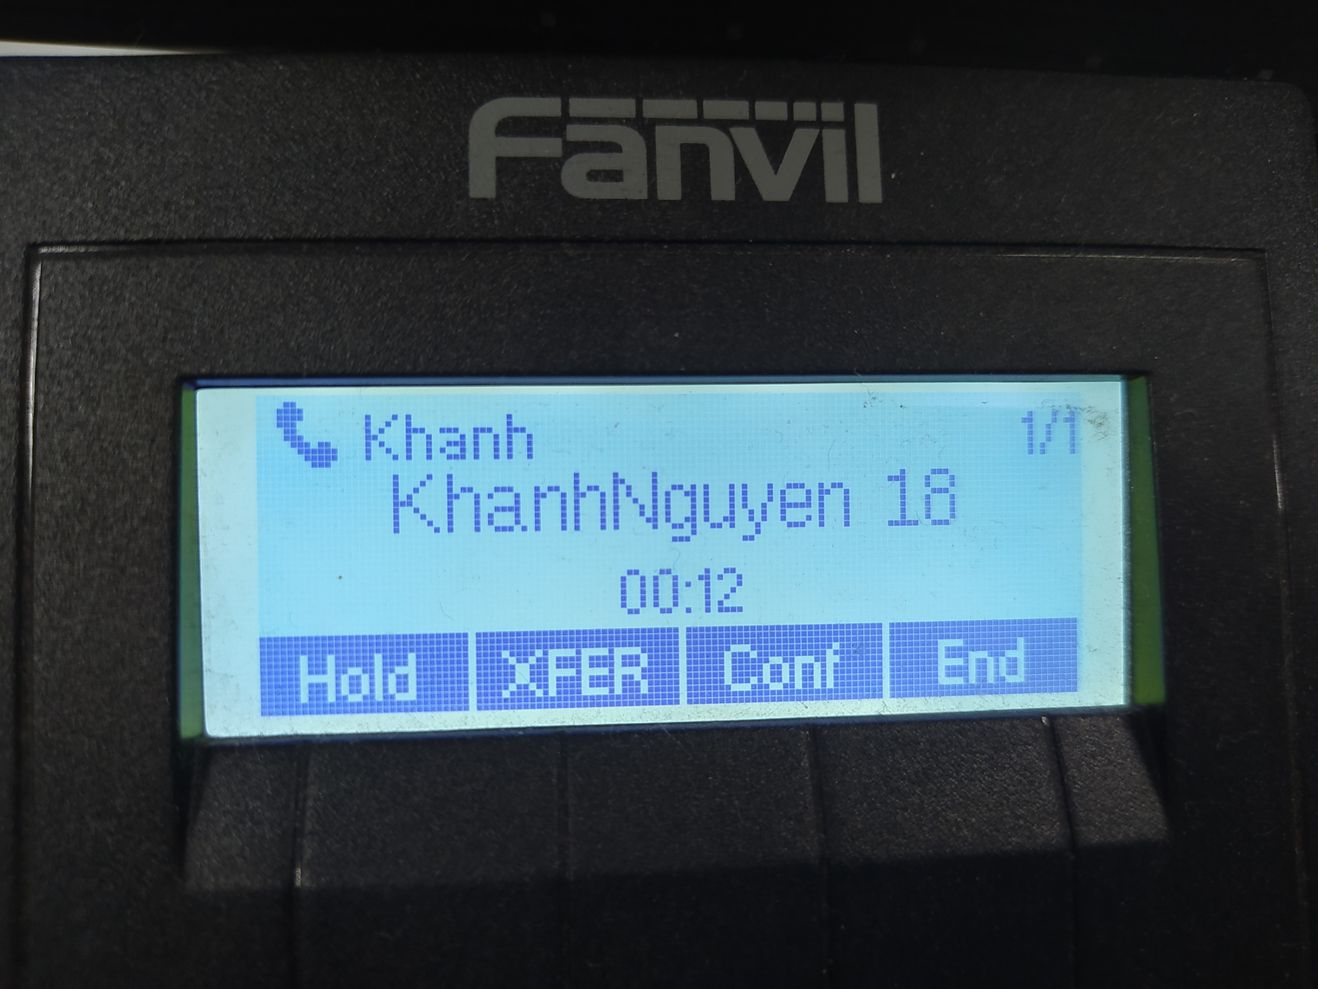 Fanvil
Khanh 1/1
KhanhNguyen 18
00:12
Hold XFER Conf End